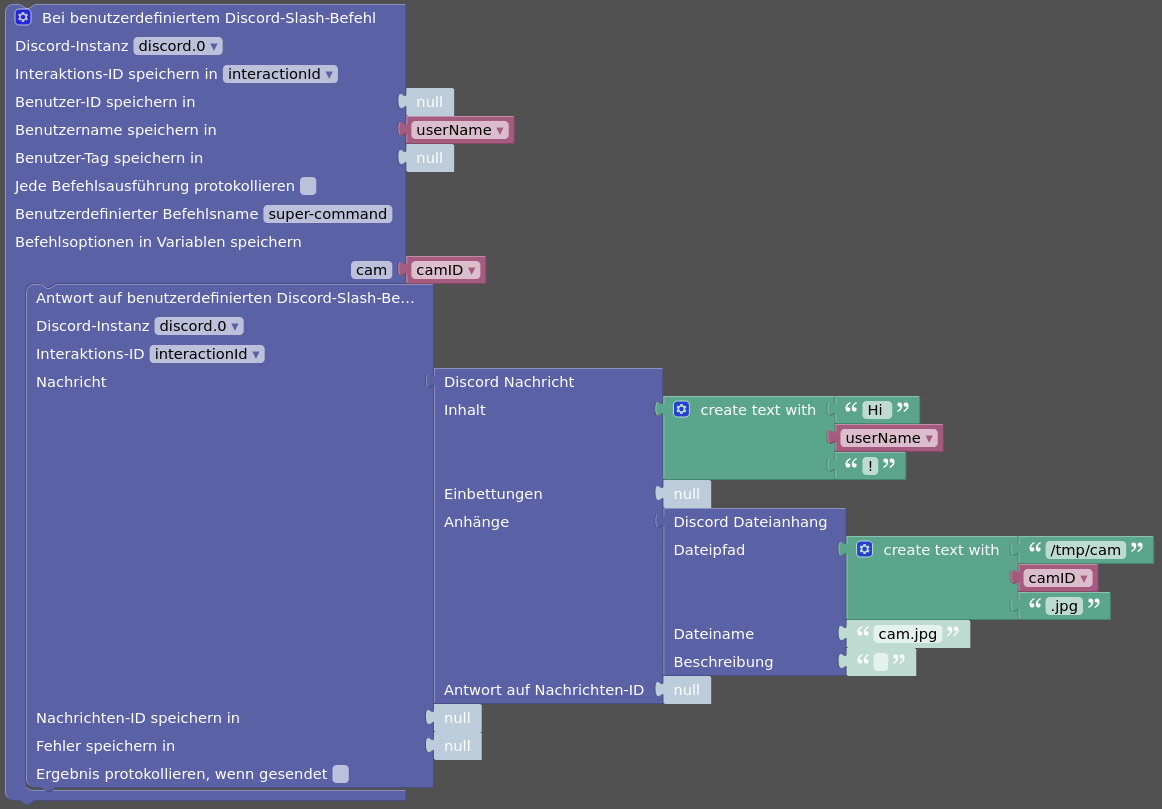 Bei benutzerdefiniertem Discord-Slash-Befehl
Discord-Instanz discord.0 ▾
Interaktions-ID speichern in interactionId ▾
Benutzer-ID speichern in null
Benutzername speichern in userName ▾
Benutzer-Tag speichern in null
Jede Befehlsausführung protokollieren
Benutzerdefinierter Befehlsname super-command
Befehlsoptionen in Variablen speichern
cam camID ▾
Antwort auf benutzerdefinierten Discord-Slash-Be...
Discord-Instanz discord.0 ▾
Interaktions-ID interactionId ▾
Nachricht Discord Nachricht
Inhalt create text with “ Hi ”
userName ▾
“ ! ”
Einbettungen null
Anhänge Discord Dateianhang
Dateipfad create text with “ /tmp/cam ”
camID ▾
“ .jpg ”
Dateiname “ cam.jpg ”
Beschreibung “ ”
Antwort auf Nachrichten-ID null
Nachrichten-ID speichern in null
Fehler speichern in null
Ergebnis protokollieren, wenn gesendet